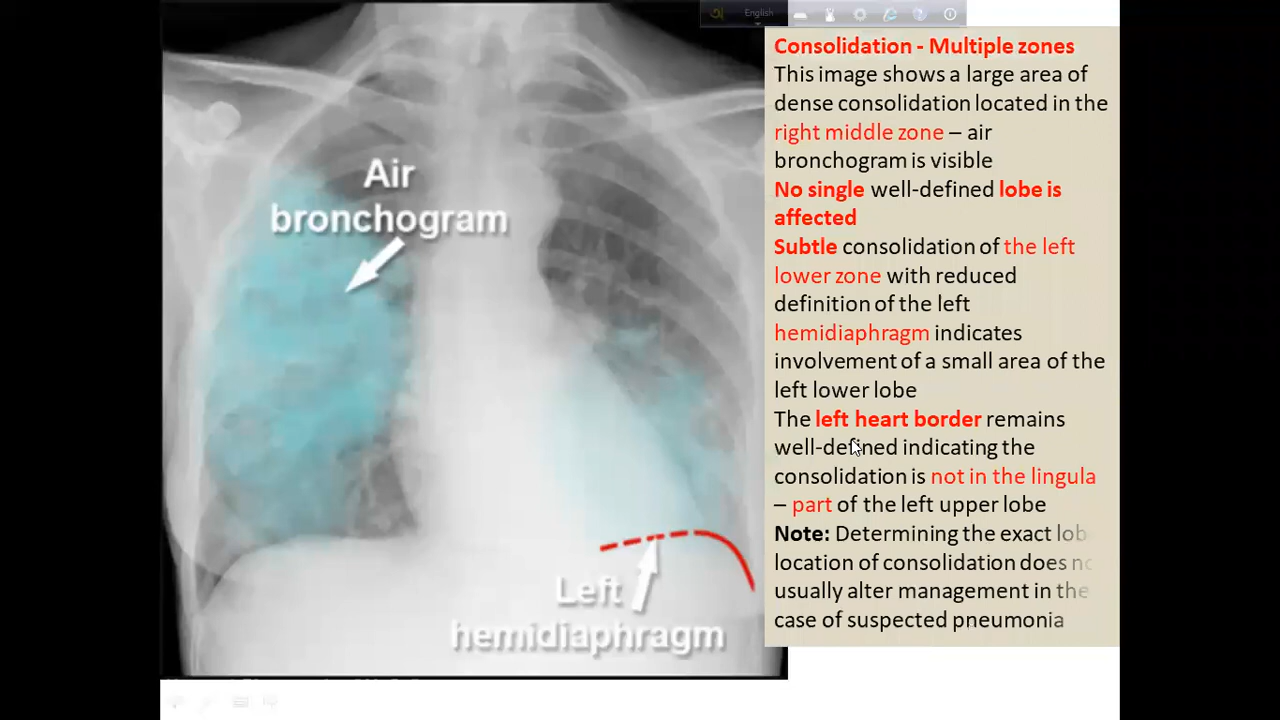 English
Consolidation - Multiple zones
This image shows a large area of
dense consolidation located in the
right middle zone – air
bronchogram is visible
No single well-defined lobe is
affected
Subtle consolidation of the left
lower zone with reduced
definition of the left
hemidiaphragm indicates
involvement of a small area of the
left lower lobe
The left heart border remains
well-defined indicating the
consolidation is not in the lingula
– part of the left upper lobe
Note: Determining the exact lob
location of consolidation does no
usually alter management in the
case of suspected pneumonia
Air
bronchogram
Left
hemidiaphragm